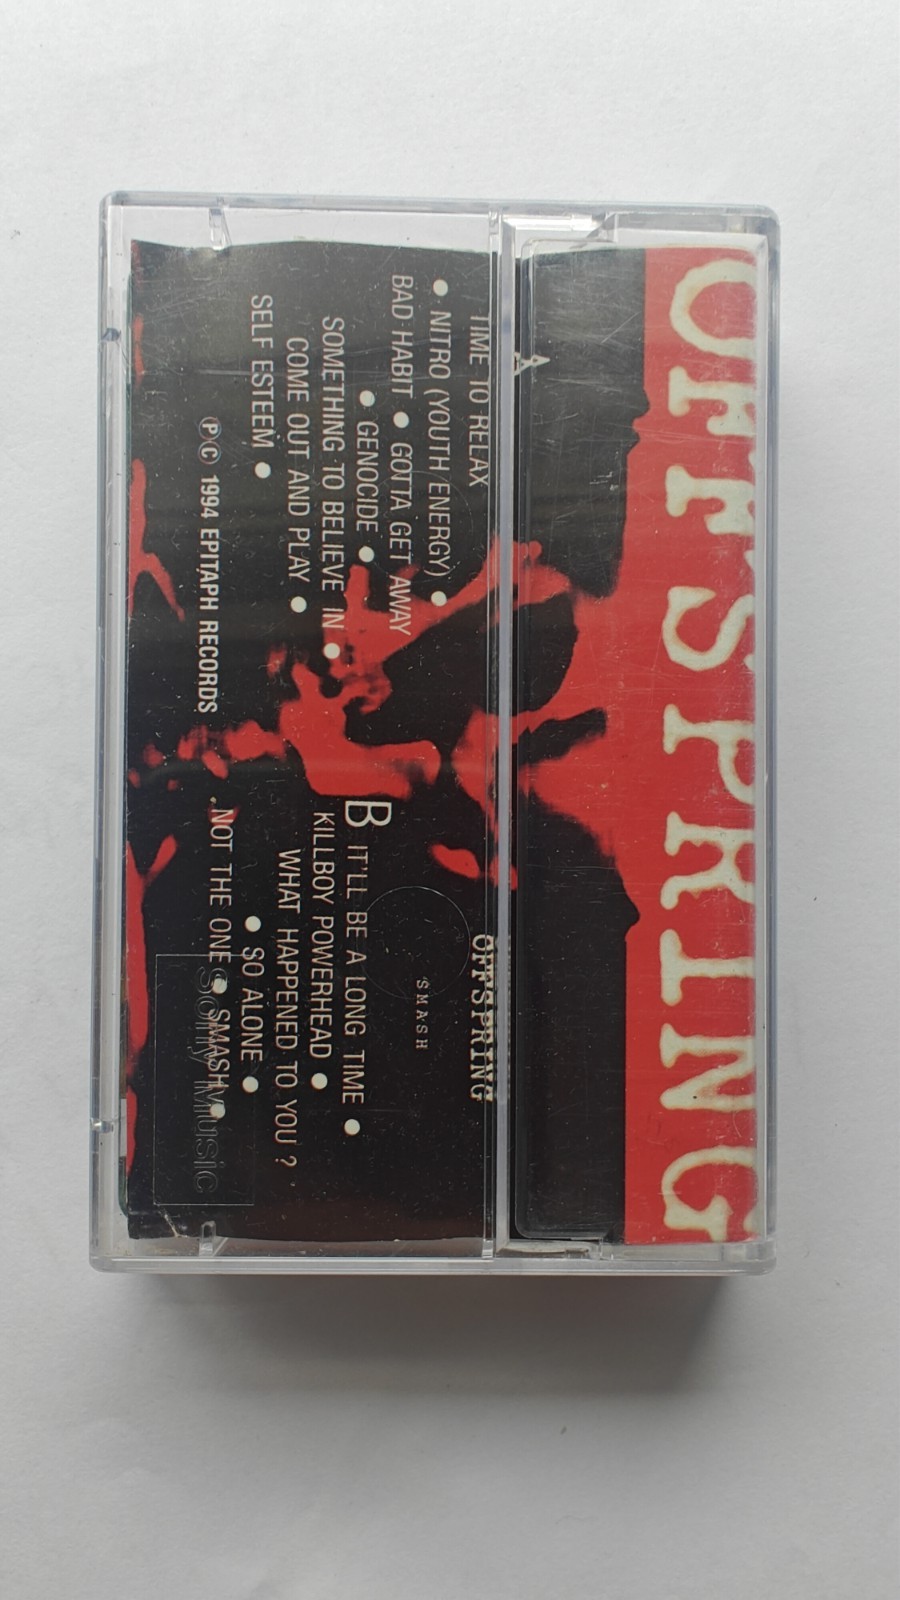 OFFSPRING
A
TIME TO RELAX
● NITRO (YOUTH ENERGY) ●
BAD HABIT ● GOTTA GET AWAY
● GENOCIDE ●
SOMETHING TO BELIEVE IN ●
COME OUT AND PLAY ●
SELF ESTEEM ●
℗© 1994 EPITAPH RECORDS
OFFSPRING
SMASH
B IT'LL BE A LONG TIME ●
KILLBOY POWERHEAD ●
WHAT HAPPENED TO YOU ?
● SO ALONE ●
NOT THE ONE ● SMASH ●
Sony Music